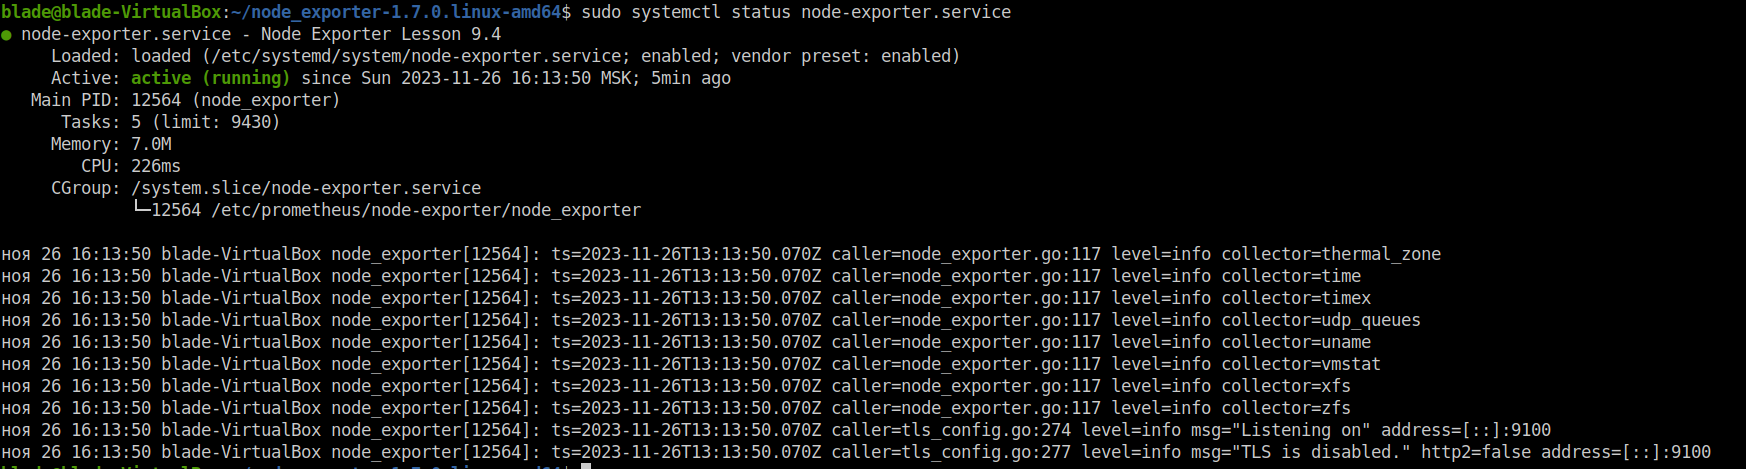 blade@blade-VirtualBox:~/node_exporter-1.7.0.linux-amd64$ sudo systemctl status node-exporter.service
● node-exporter.service - Node Exporter Lesson 9.4
     Loaded: loaded (/etc/systemd/system/node-exporter.service; enabled; vendor preset: enabled)
     Active: active (running) since Sun 2023-11-26 16:13:50 MSK; 5min ago
   Main PID: 12564 (node_exporter)
      Tasks: 5 (limit: 9430)
     Memory: 7.0M
        CPU: 226ms
     CGroup: /system.slice/node-exporter.service
             └─12564 /etc/prometheus/node-exporter/node_exporter
ноя 26 16:13:50 blade-VirtualBox node_exporter[12564]: ts=2023-11-26T13:13:50.070Z caller=node_exporter.go:117 level=info collector=thermal_zone
ноя 26 16:13:50 blade-VirtualBox node_exporter[12564]: ts=2023-11-26T13:13:50.070Z caller=node_exporter.go:117 level=info collector=time
ноя 26 16:13:50 blade-VirtualBox node_exporter[12564]: ts=2023-11-26T13:13:50.070Z caller=node_exporter.go:117 level=info collector=timex
ноя 26 16:13:50 blade-VirtualBox node_exporter[12564]: ts=2023-11-26T13:13:50.070Z caller=node_exporter.go:117 level=info collector=udp_queues
ноя 26 16:13:50 blade-VirtualBox node_exporter[12564]: ts=2023-11-26T13:13:50.070Z caller=node_exporter.go:117 level=info collector=uname
ноя 26 16:13:50 blade-VirtualBox node_exporter[12564]: ts=2023-11-26T13:13:50.070Z caller=node_exporter.go:117 level=info collector=vmstat
ноя 26 16:13:50 blade-VirtualBox node_exporter[12564]: ts=2023-11-26T13:13:50.070Z caller=node_exporter.go:117 level=info collector=xfs
ноя 26 16:13:50 blade-VirtualBox node_exporter[12564]: ts=2023-11-26T13:13:50.070Z caller=node_exporter.go:117 level=info collector=zfs
ноя 26 16:13:50 blade-VirtualBox node_exporter[12564]: ts=2023-11-26T13:13:50.070Z caller=tls_config.go:274 level=info msg="Listening on" address=[::]:9100
ноя 26 16:13:50 blade-VirtualBox node_exporter[12564]: ts=2023-11-26T13:13:50.070Z caller=tls_config.go:277 level=info msg="TLS is disabled." http2=false address=[::]:9100